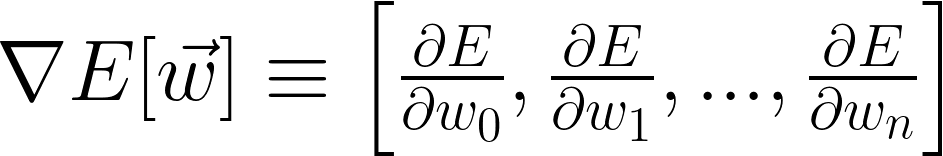 ∇E[w⃗] ≡ [∂E/∂w₀, ∂E/∂w₁, ..., ∂E/∂wₙ]